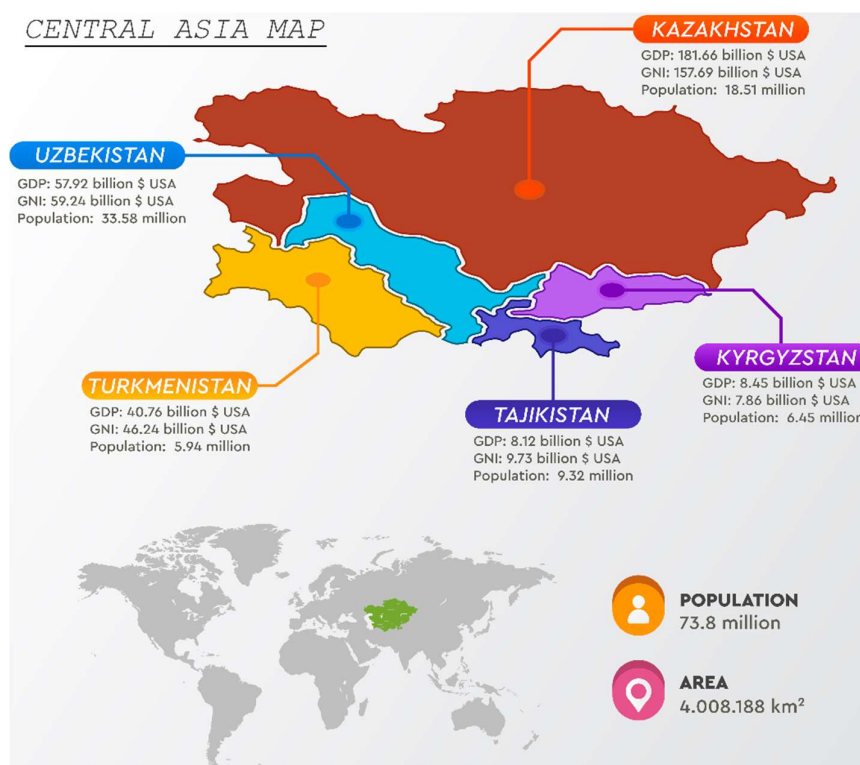 CENTRAL ASIA MAP
KAZAKHSTAN
GDP: 181.66 billion $ USA
GNI: 157.69 billion $ USA
Population: 18.51 million
UZBEKISTAN
GDP: 57.92 billion $ USA
GNI: 59.24 billion $ USA
Population: 33.58 million
KYRGYZSTAN
GDP: 8.45 billion $ USA
GNI: 7.86 billion $ USA
Population: 6.45 million
TURKMENISTAN
GDP: 40.76 billion $ USA
GNI: 46.24 billion $ USA
Population: 5.94 million
TAJIKISTAN
GDP: 8.12 billion $ USA
GNI: 9.73 billion $ USA
Population: 9.32 million
POPULATION
73.8 million
AREA
4.008.188 km²